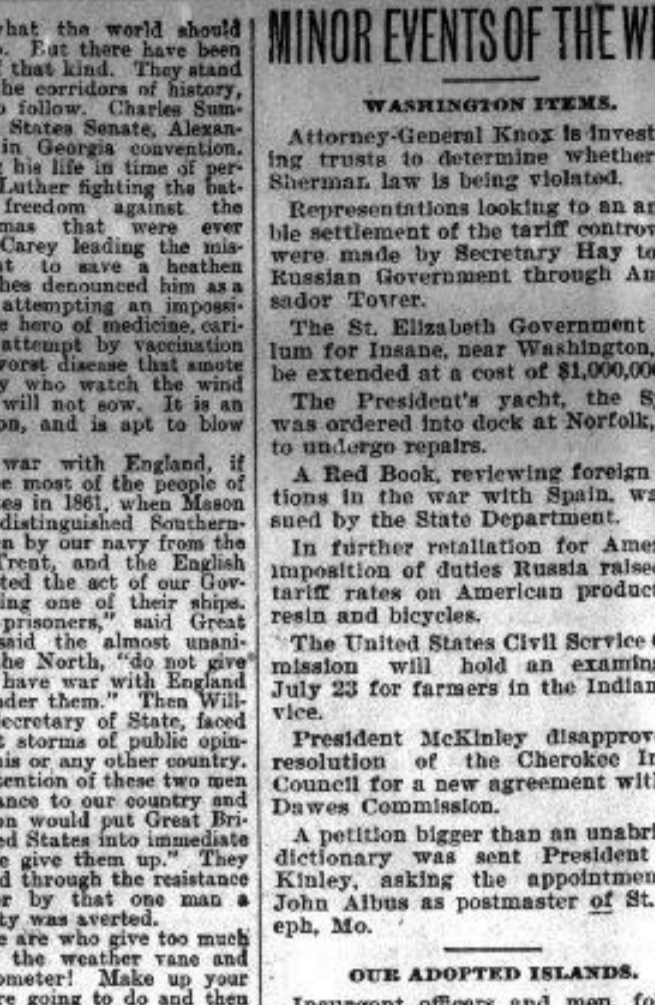 what the world should
But there have been
that kind. They stand
the corridors of history,
follow. Charles Sum-
States Senate, Alexan-
in Georgia convention.
his life in time of per-
Luther fighting the bat-
freedom against the
mas that were ever
Carey leading the mis-
to save a heathen
hes denounced him as a
attempting an impossi-
hero of medicine, cari-
attempt by vaccination
worst disease that smote
who watch the wind
will not sow. It is an
on, and is apt to blow
war with England, if
most of the people of
es in 1861, when Mason
distinguished Southern-
n by our navy from the
Trent, and the English
ted the act of our Gov-
ing one of their ships.
prisoners," said Great
said the almost unani-
he North, "do not give
have war with England
der them." Then Will-
Secretary of State, faced
storms of public opin-
his or any other country.
tention of these two men
ance to our country and
on would put Great Bri-
ed States into immediate
give them up." They
d through the resistance
or by that one man a
ty was averted.
e are who give too much
the weather vane and
ometer! Make up your
re going to do and then
MINOR EVENTS OF THE WE
WASHINGTON ITEMS.
Attorney-General Knox is invest
ing trusts to determine whether
Sherman law is being violated.
Representations looking to an am
ble settlement of the tariff controv
were made by Secretary Hay to
Russian Government through Am
sador Tower.
The St. Elizabeth Government
lum for Insane, near Washington,
be extended at a cost of $1,000,000
The President's yacht, the S
was ordered into dock at Norfolk,
to undergo repairs.
A Red Book, reviewing foreign
tions in the war with Spain, wa
sued by the State Department.
In further retaliation for Ame
imposition of duties Russia raise
tariff rates on American product
resin and bicycles.
The United States Civil Service C
mission will hold an examina
July 23 for farmers in the Indian
vice.
President McKinley disapprov
resolution of the Cherokee In
Council for a new agreement wit
Dawes Commission.
A petition bigger than an unabri
dictionary was sent President
Kinley, asking the appointmen
John Albus as postmaster of St.
eph, Mo.
OUR ADOPTED ISLANDS.
Insurgent officers and men fo